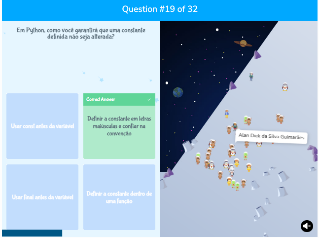 Question #19 of 32
Em Python, como você garantirá que uma constante
definida não seja alterada?
Correct Answer
Usar const antes da variável
Definir a constante em letras
maiúsculas e confiar na
convenção
Usar final antes da variável
Definir a constante dentro de
uma função
Alan Dick da Silva Guimarães